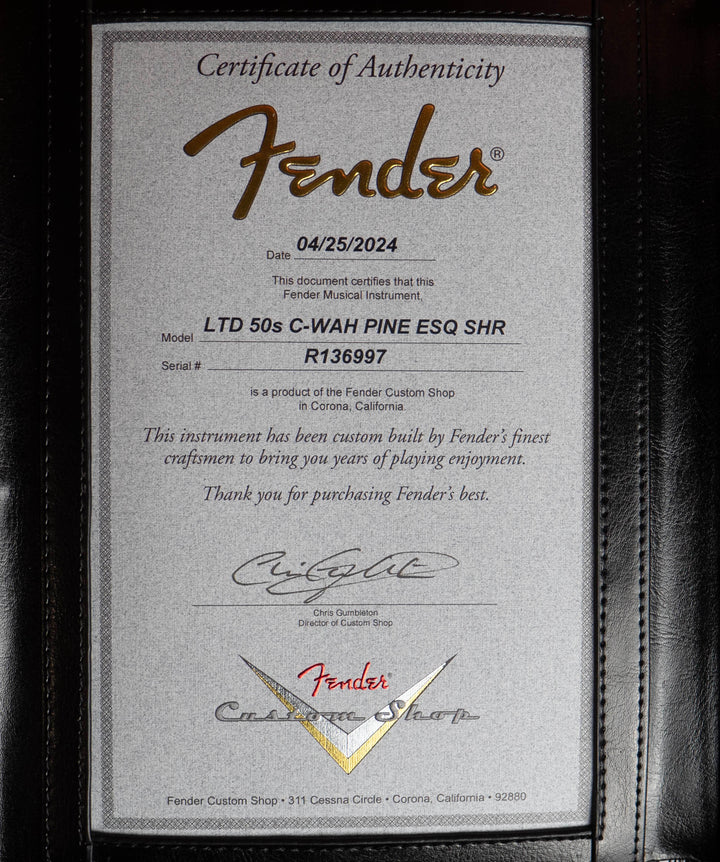 Certificate of Authenticity
Fender®
Date 04/25/2024
This document certifies that this
Fender Musical Instrument,
Model LTD 50s C-WAH PINE ESQ SHR
Serial # R136997
is a product of the Fender Custom Shop
in Corona, California.
This instrument has been custom built by Fender's finest
craftsmen to bring you years of playing enjoyment.
Thank you for purchasing Fender's best.
Chris Gumbleton
Director of Custom Shop
Fender®
Custom Shop
Fender Custom Shop • 311 Cessna Circle • Corona, California • 92880